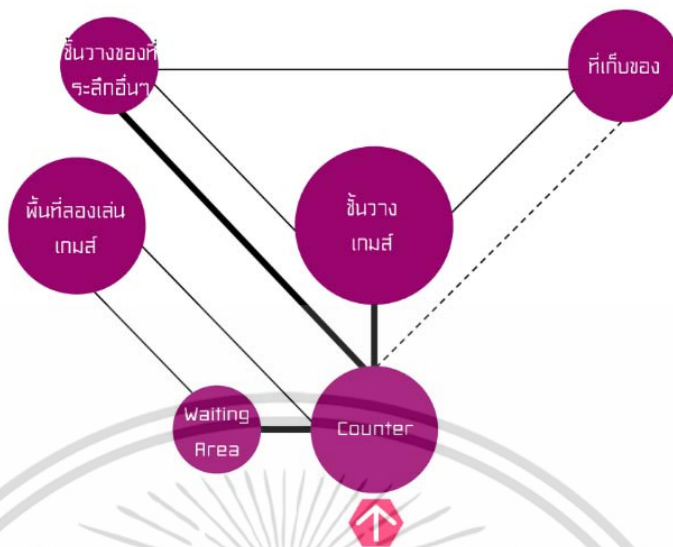 ชั้นวางของที่
ระลึกอื่นๆ
ที่เก็บของ
พื้นที่ลองเล่น
เกมส์
ชั้นวาง
เกมส์
Waiting
Area
Counter